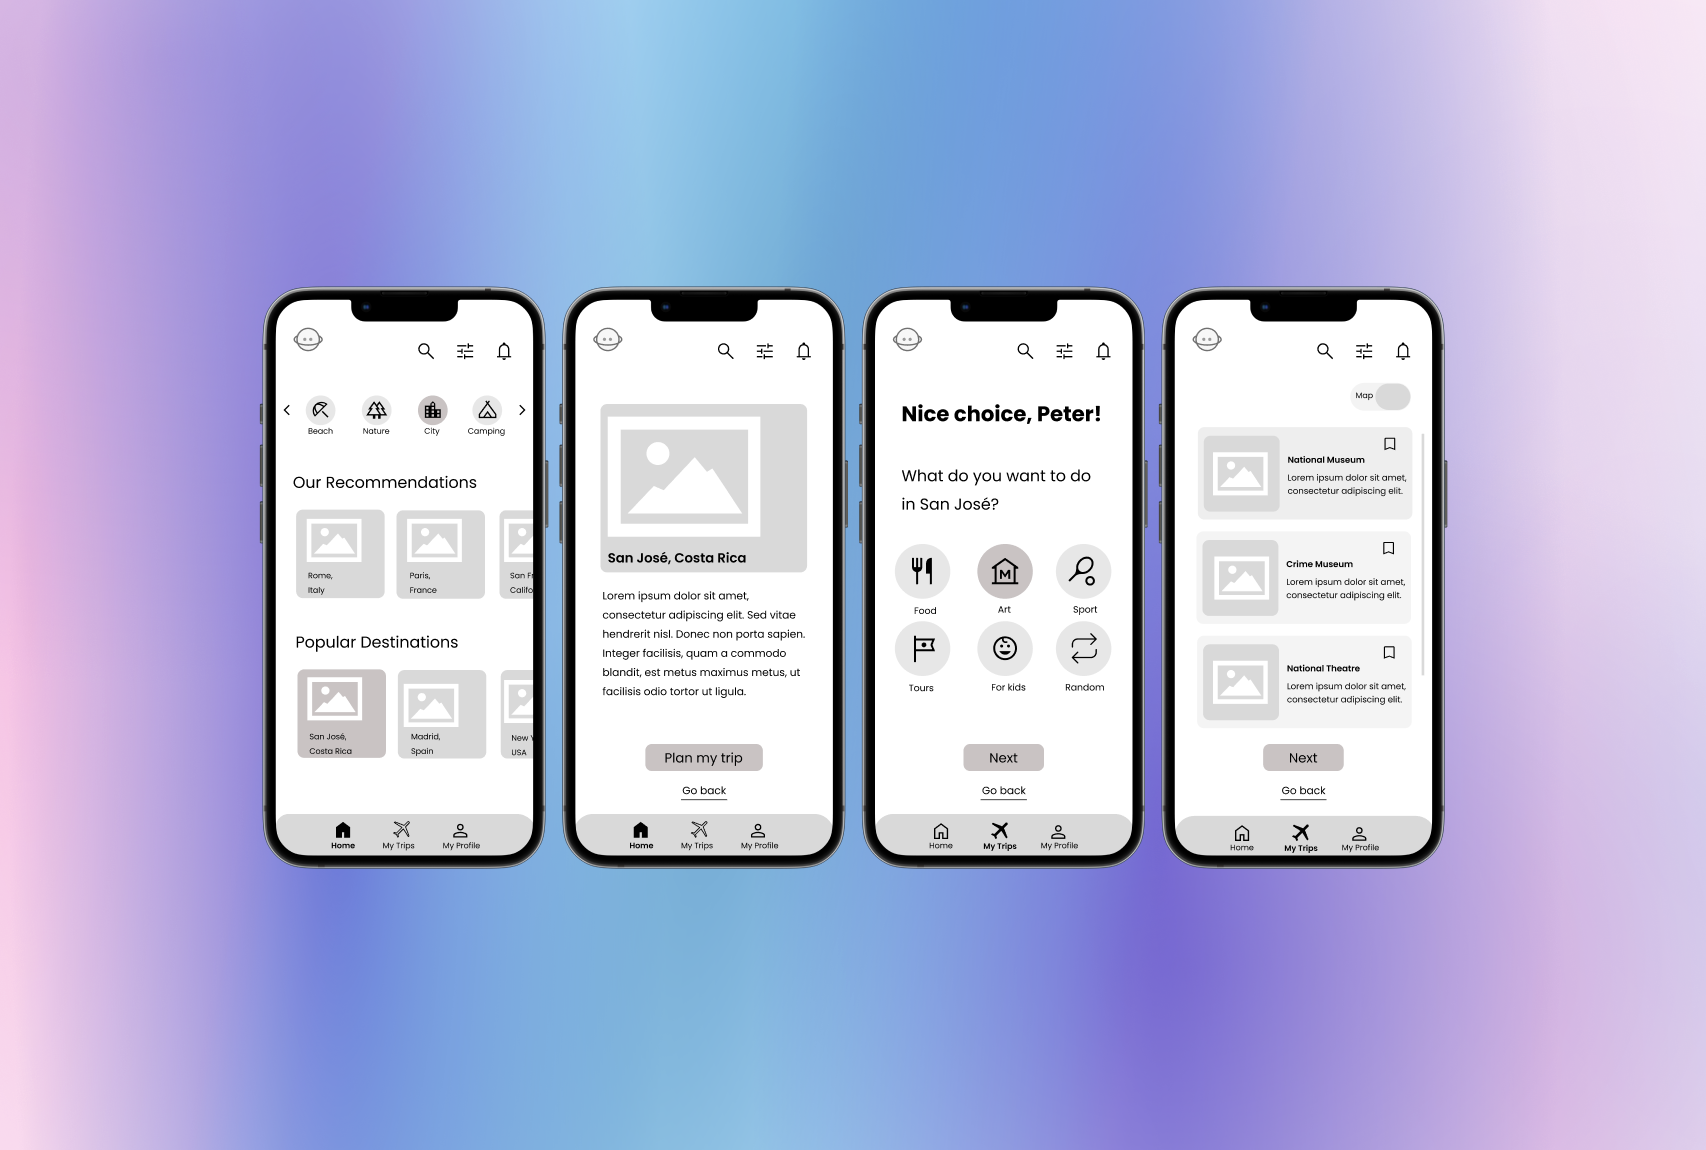 Beach Nature City Camping
Our Recommendations
Rome,
Italy
Paris,
France
San Fr
Califo
Popular Destinations
San José,
Costa Rica
Madrid,
Spain
New Y
USA
Home My Trips My Profile
San José, Costa Rica
Lorem ipsum dolor sit amet,
consectetur adipiscing elit. Sed vitae
hendrerit nisl. Donec non porta sapien.
Integer facilisis, quam a commodo
blandit, est metus maximus metus, ut
facilisis odio tortor ut ligula.
Plan my trip
Go back
Home My Trips My Profile
Nice choice, Peter!
What do you want to do
in San José?
Food Art Sport
M
Tours For kids Random
Next
Go back
Home My Trips My Profile
Map
National Museum
Lorem ipsum dolor sit amet,
consectetur adipiscing elit.
Crime Museum
Lorem ipsum dolor sit amet,
consectetur adipiscing elit.
National Theatre
Lorem ipsum dolor sit amet,
consectetur adipiscing elit.
Next
Go back
Home My Trips My Profile